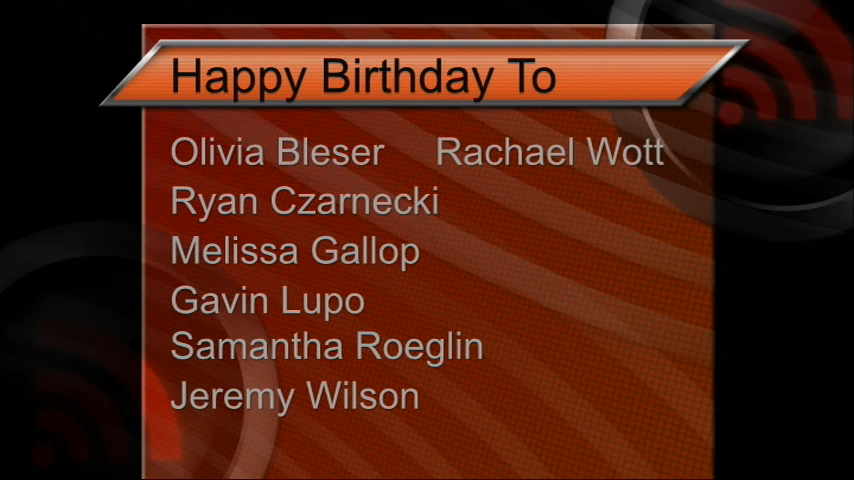 Happy Birthday To
Olivia Bleser Rachael Wott
Ryan Czarnecki
Melissa Gallop
Gavin Lupo
Samantha Roeglin
Jeremy Wilson